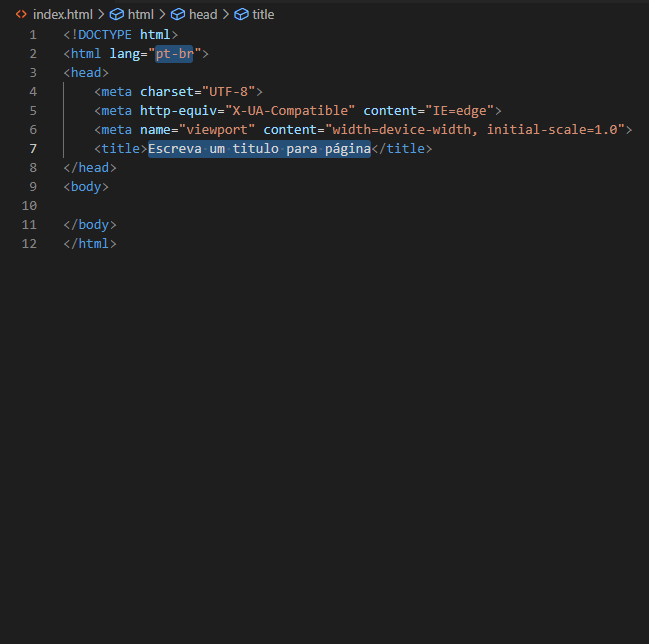 index.html > html > head > title
1 <!DOCTYPE html>
2 <html lang="pt-br">
3 <head>
4 <meta charset="UTF-8">
5 <meta http-equiv="X-UA-Compatible" content="IE=edge">
6 <meta name="viewport" content="width=device-width, initial-scale=1.0">
7 <title>Escreva um titulo para página</title>
8 </head>
9 <body>
10
11 </body>
12 </html>